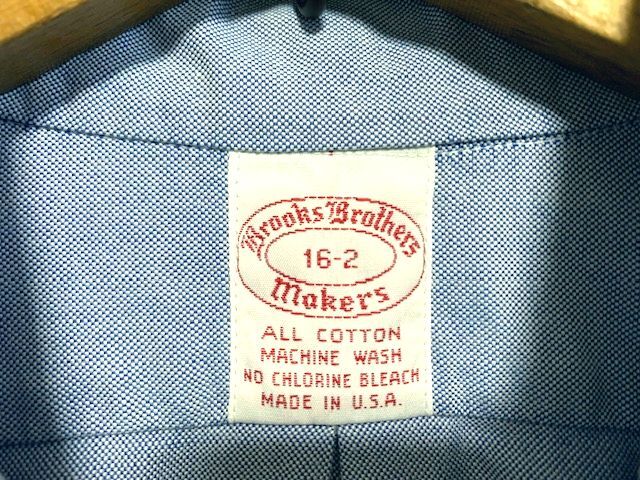 Brooks Brothers
16-2
Makers
ALL COTTON
MACHINE WASH
NO CHLORINE BLEACH
MADE IN U.S.A.